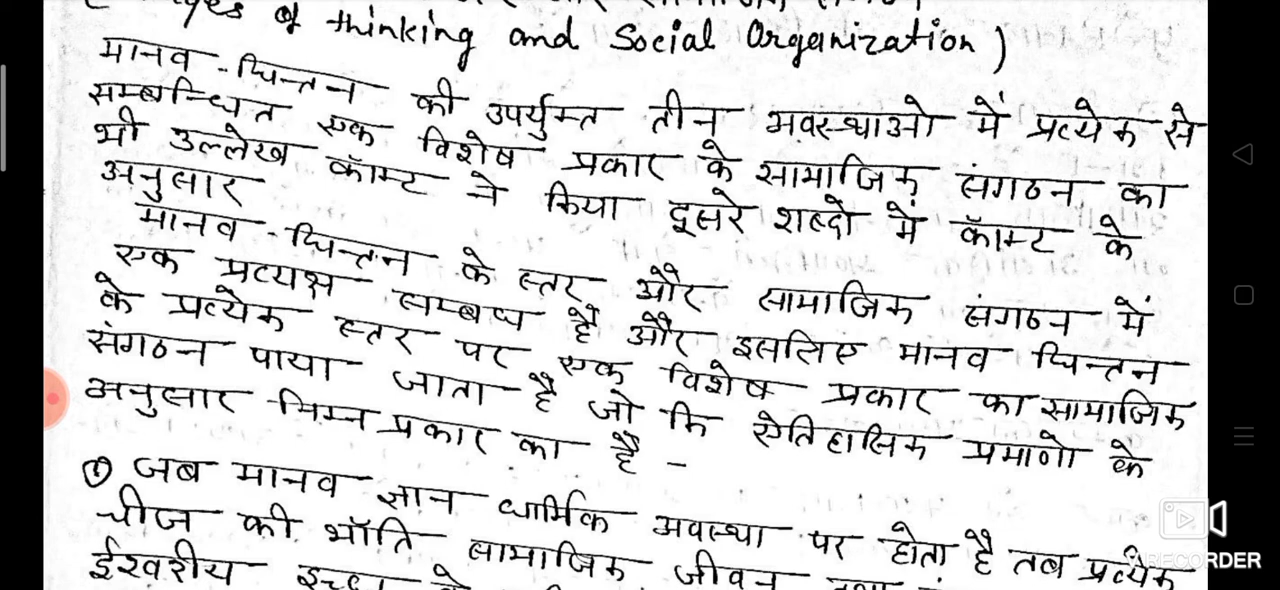 of thinking and Social Organization )
मानव-चिन्तन की उपर्युक्त तीन अवस्थाओ में प्रत्येक से
सम्बन्धित एक विशेष प्रकार के सामाजिक संगठन का
भी उल्लेख कॉम्ट ने किया दूसरे शब्दो में कॉम्ट के
अनुसार
मानव-चिन्तन के स्तर और सामाजिक संगठन में
एक प्रत्यक्ष सम्बन्ध है और इसलिए मानव चिन्तन
के प्रत्येक स्तर पर एक विशेष प्रकार का सामाजिक
संगठन पाया जाता है जो कि ऐतिहासिक प्रमाणो के
अनुसार निम्न प्रकार का है -
① जब मानव ज्ञान धार्मिक अवस्था पर होता है तब प्रत्येक
चीज की भाँति सामाजिक जीवन
ईश्वरीय इच्छा
RECORDER